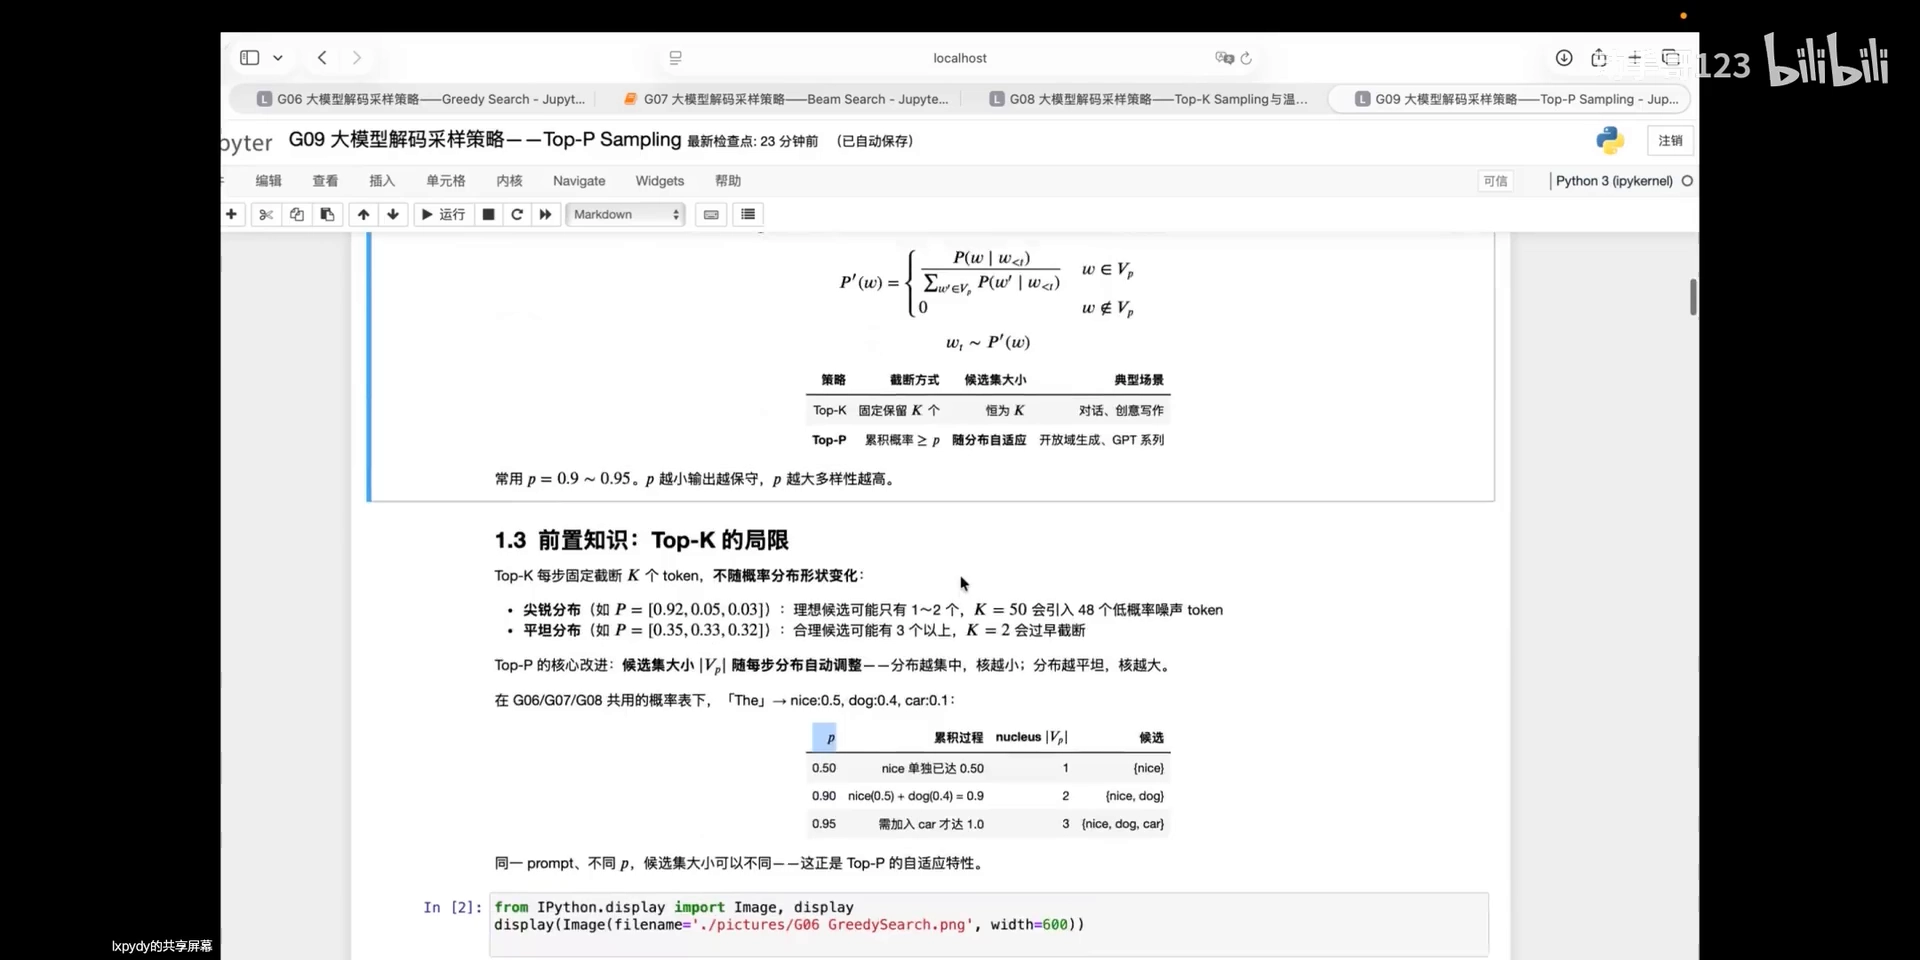 localhost
123 bilibili
G06 大模型解码采样策略——Greedy Search - Jupyt...
G07 大模型解码采样策略——Beam Search - Jupyte...
G08 大模型解码采样策略——Top-K Sampling与温...
G09 大模型解码采样策略——Top-P Sampling - Jup...
pyter G09 大模型解码采样策略——Top-P Sampling 最新检查点: 23 分钟前 (已自动保存)
注销
编辑 查看 插入 单元格 内核 Navigate Widgets 帮助
可信 Python 3 (ipykernel)
运行 Markdown
P′(w) = { P(w | w<t) / ∑w′∈Vp P(w′ | w<t) w ∈ Vp
0 w ∉ Vp
wt ~ P′(w)
策略 截断方式 候选集大小 典型场景
Top-K 固定保留 K 个 恒为 K 对话、创意写作
Top-P 累积概率 ≥ p 随分布自适应 开放域生成、GPT 系列
常用 p = 0.9 ~ 0.95。p 越小输出越保守，p 越大多样性越高。
1.3 前置知识：Top-K 的局限
Top-K 每步固定截断 K 个 token，不随概率分布形状变化：
• 尖锐分布（如 P = [0.92, 0.05, 0.03]）：理想候选可能只有 1～2 个，K = 50 会引入 48 个低概率噪声 token
• 平坦分布（如 P = [0.35, 0.33, 0.32]）：合理候选可能有 3 个以上，K = 2 会过早截断
Top-P 的核心改进：候选集大小 |Vp| 随每步分布自动调整——分布越集中，核越小；分布越平坦，核越大。
在 G06/G07/G08 共用的概率表下，「The」→ nice:0.5, dog:0.4, car:0.1：
p 累积过程 nucleus |Vp| 候选
0.50 nice 单独已达 0.50 1 {nice}
0.90 nice(0.5) + dog(0.4) = 0.9 2 {nice, dog}
0.95 需加入 car 才达 1.0 3 {nice, dog, car}
同一 prompt、不同 p，候选集大小可以不同——这正是 Top-P 的自适应特性。
In [2]: from IPython.display import Image, display
display(Image(filename='./pictures/G06 GreedySearch.png', width=600))
lxpydy的共享屏幕